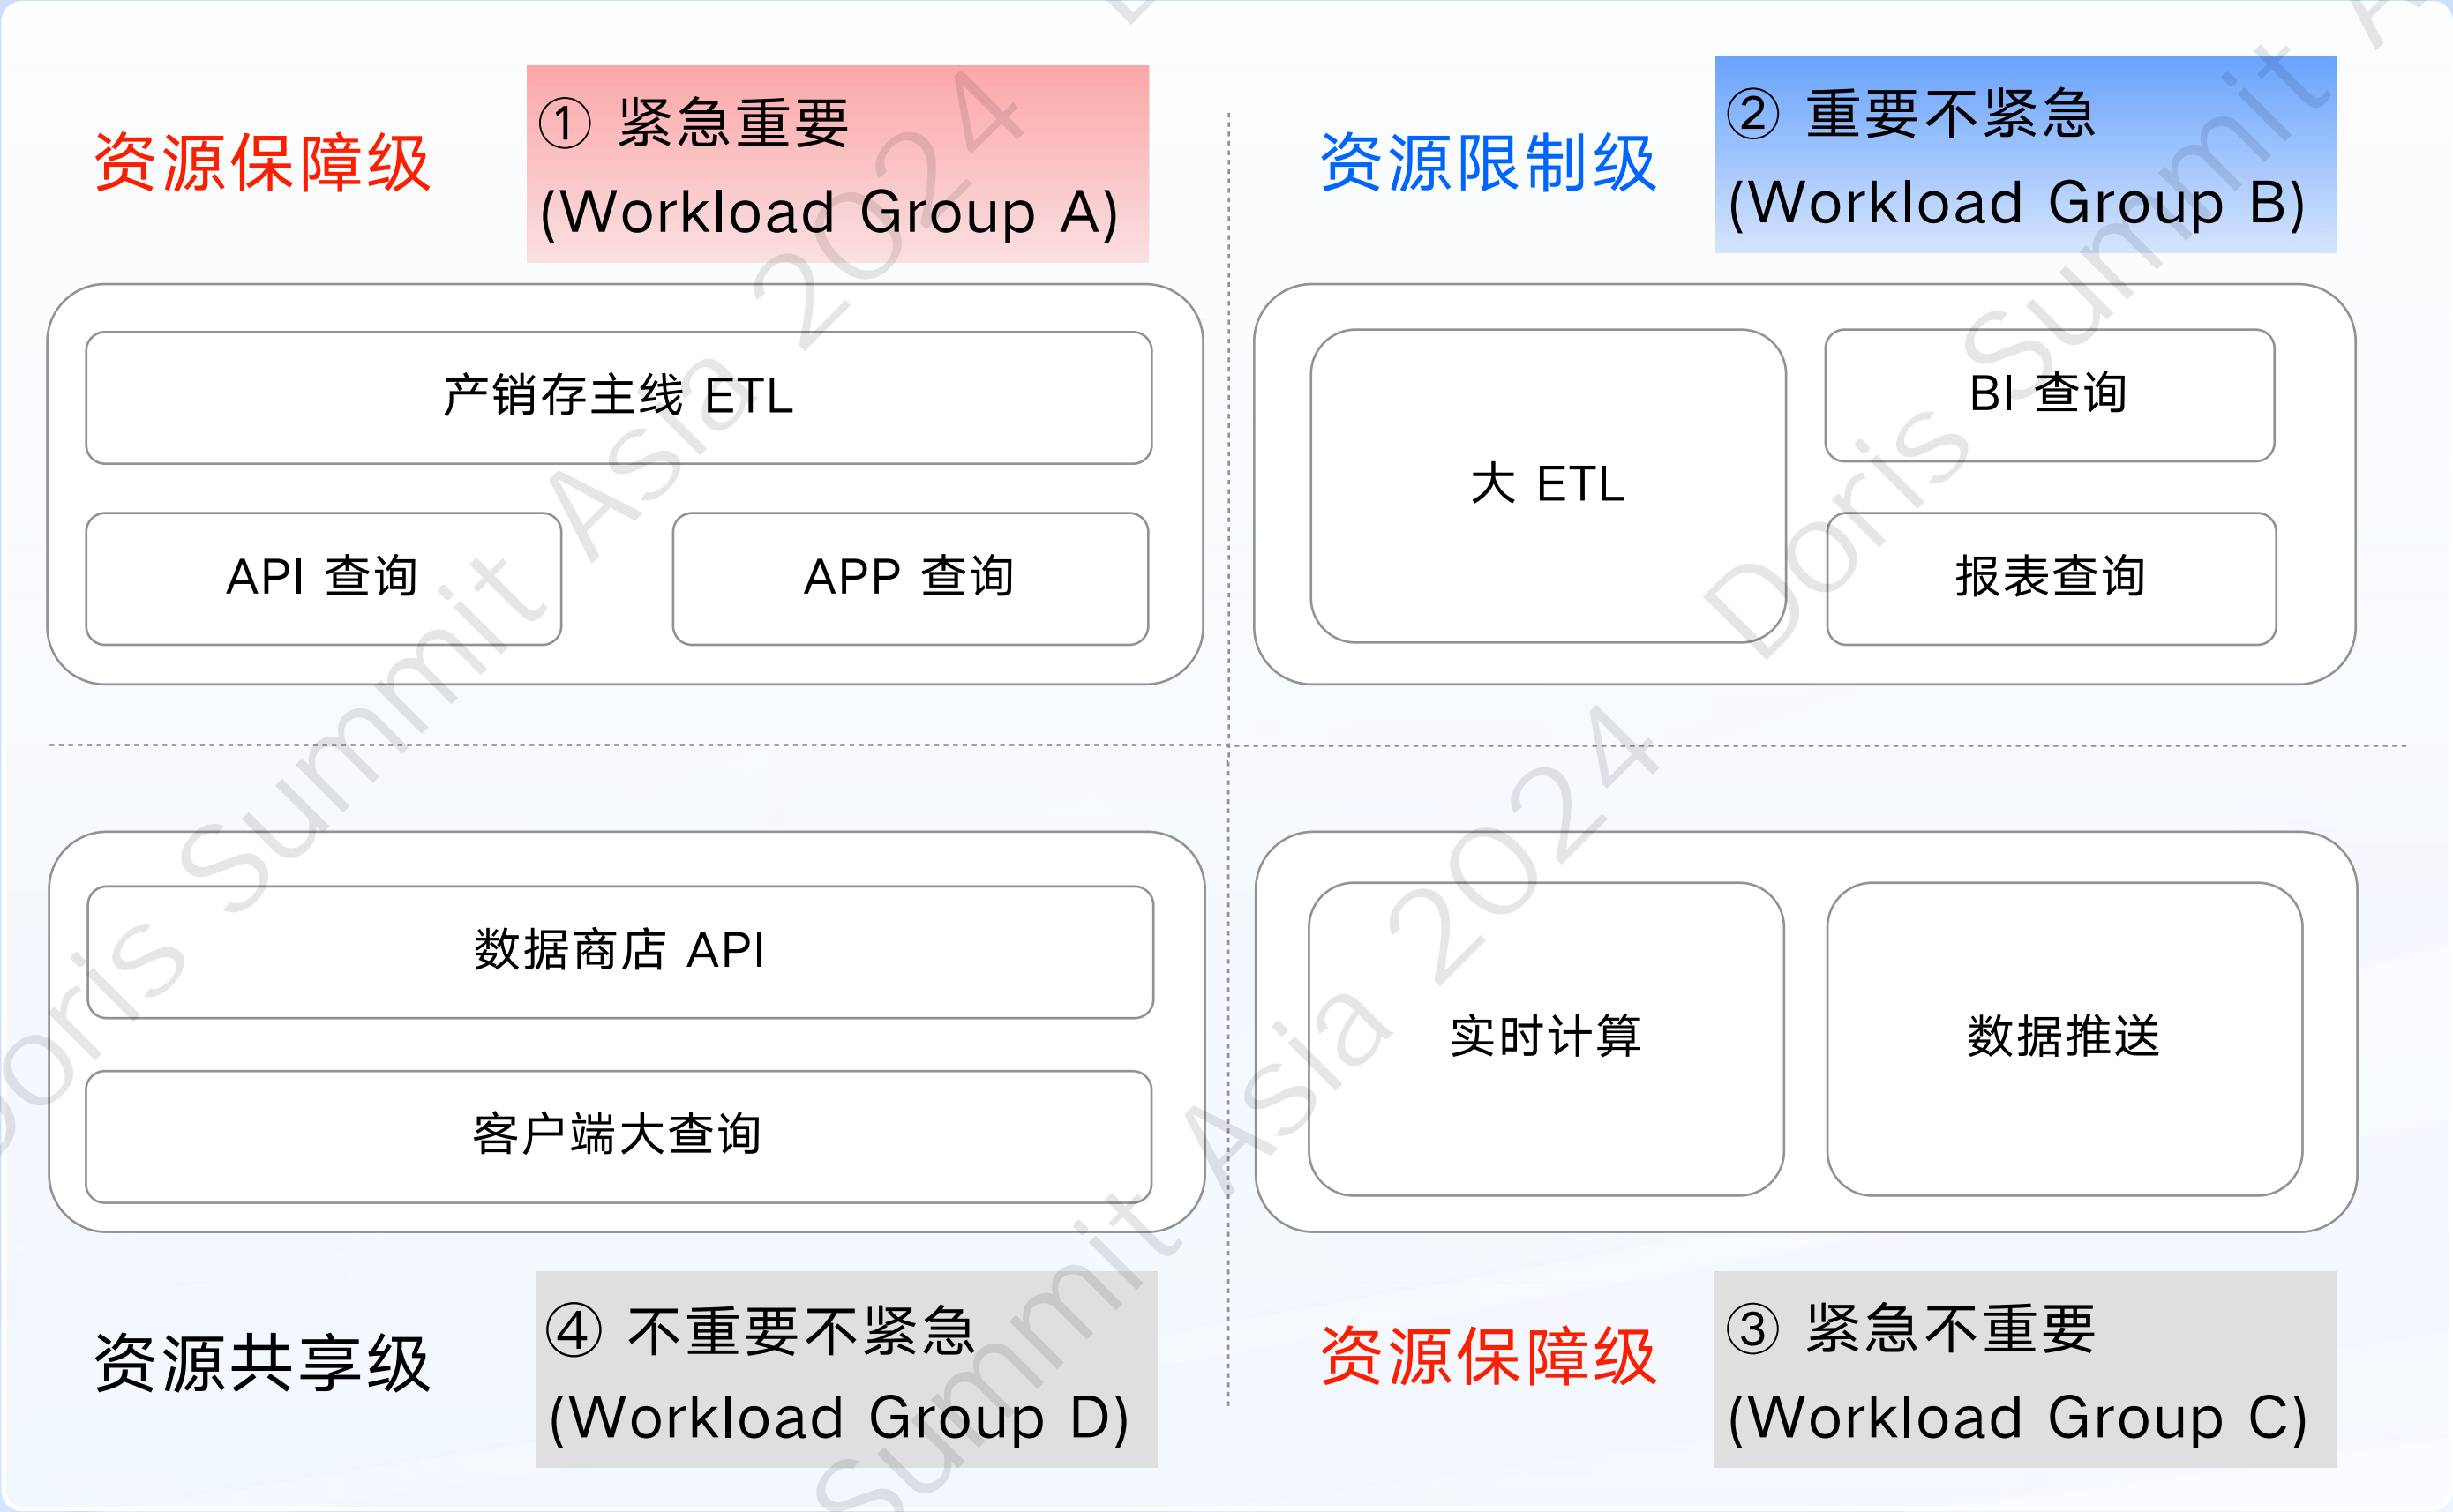 资源保障级
① 紧急重要
(Workload Group A)
产销存主线 ETL
API 查询
APP 查询
资源限制级
② 重要不紧急
(Workload Group B)
大 ETL
BI 查询
报表查询
数据商店 API
客户端大查询
资源共享级
④ 不重要不紧急
(Workload Group D)
实时计算
数据推送
资源保障级
③ 紧急不重要
(Workload Group C)
Doris Summit Asia 2024
Doris Summit Asia 2024
Summit Asia 2024